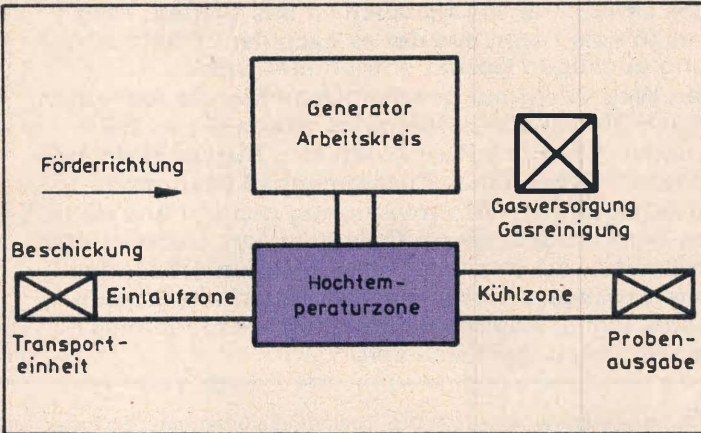 Generator
Arbeitskreis
Förderrichtung
Gasversorgung
Gasreinigung
Beschickung
Einlaufzone
Hochtem-
peraturzone
Kühlzone
Transport-
einheit
Proben-
ausgabe